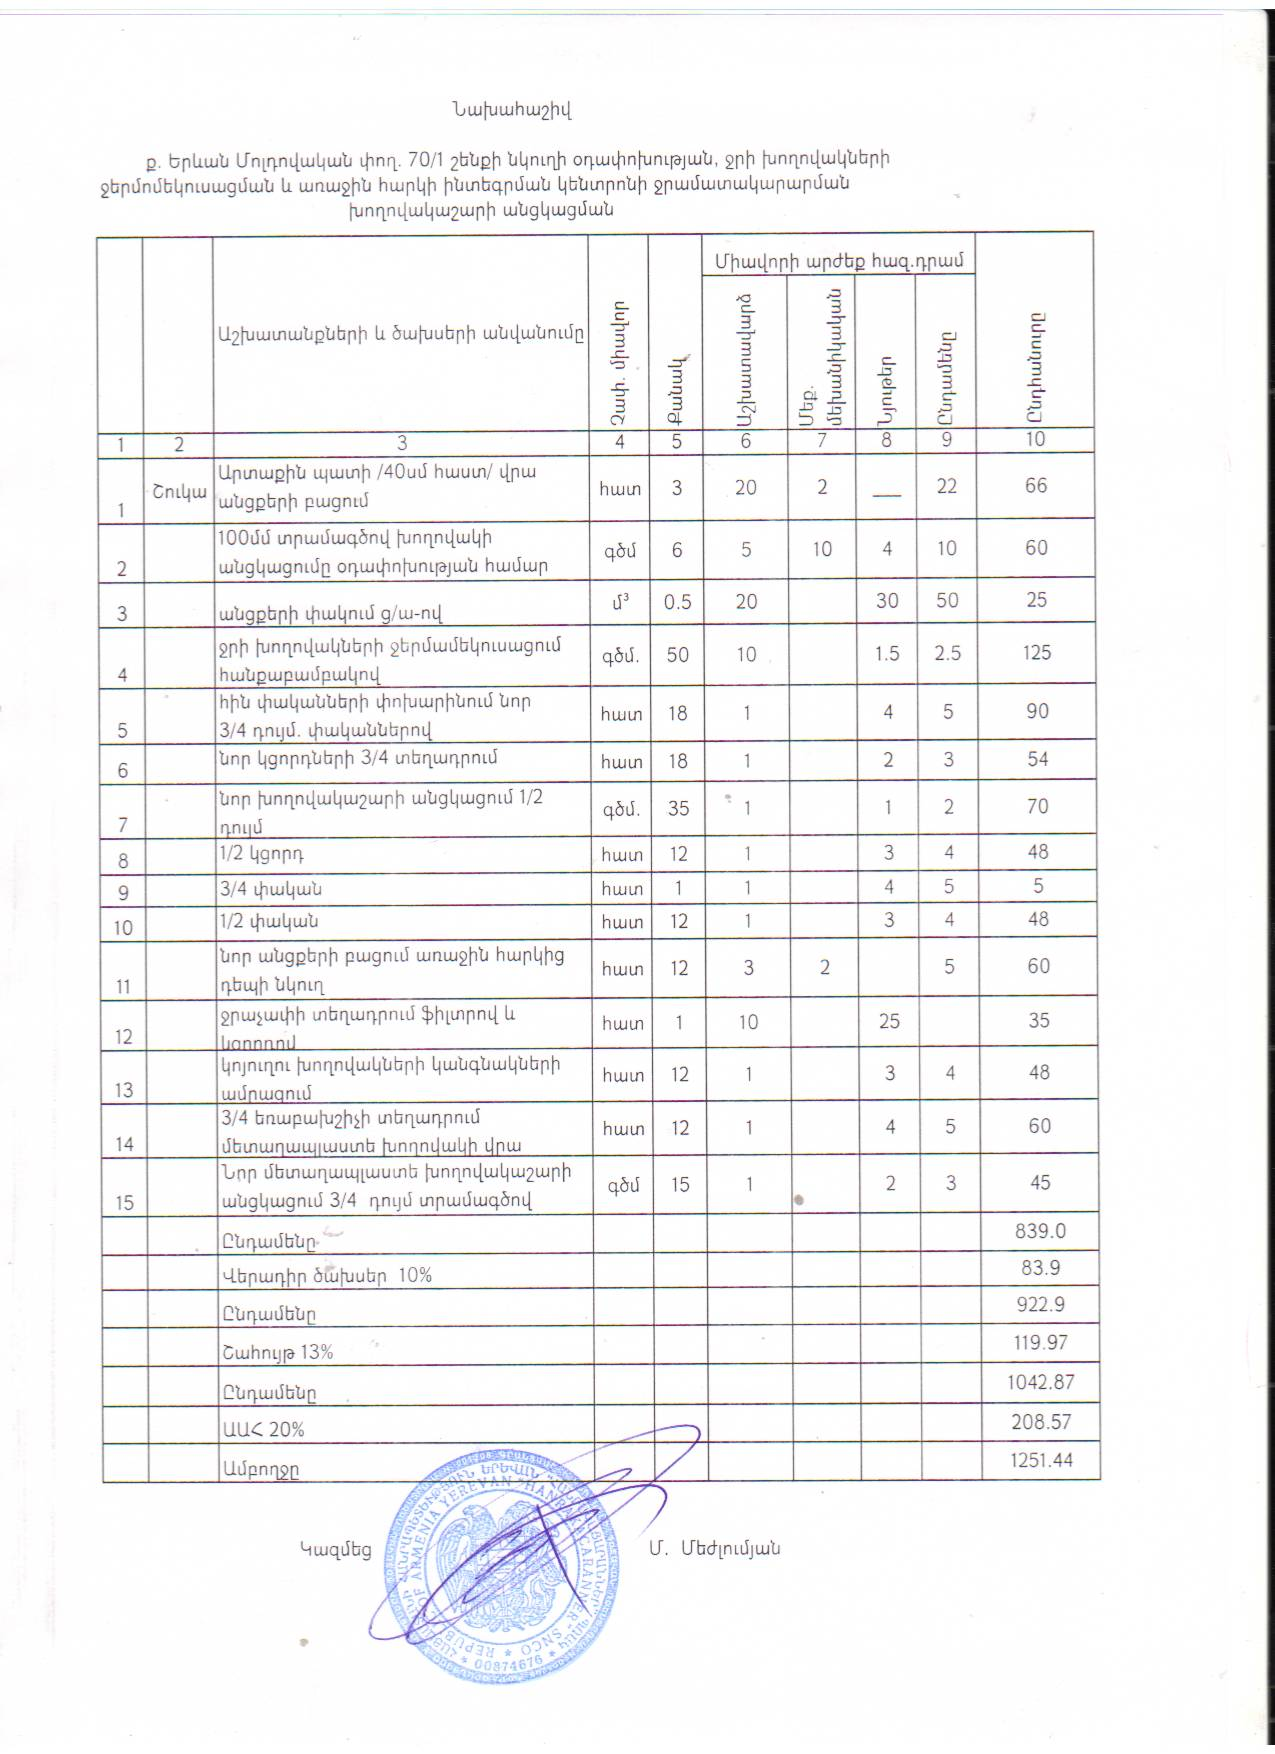 Նախահաշիվ
ք. Երևան Մոլդովական փող. 70/1 շենքի նկուղի օդափոխության, ջրի խողովակների
ջերմոմեկուսացման և առաջին հարկի ինտեգրման կենտրոնի ջրամատակարարման
խողովակաշարի անցկացման
Աշխատանքների և ծախսերի անվանումը Չափ. միավոր Քանակ Միավորի արժեք հազ.դրամ Ընդհանուրը
Աշխատավարձ Մեք. մեխանիկական Նյութեր Ընդամենը
1 2 3 4 5 6 7 8 9 10
1 Շուկա Արտաքին պատի /40սմ հաստ/ վրա
անցքերի բացում հատ 3 20 2 __ 22 66
2 100մմ տրամագծով խողովակի
անցկացումը օդափոխության համար գծմ 6 5 10 4 10 60
3 անցքերի փակում ց/ա-ով մ³ 0.5 20 30 50 25
4 ջրի խողովակների ջերմամեկուսացում
հանքաբամբակով գծմ. 50 10 1.5 2.5 125
5 հին փականների փոխարինում նոր
3/4 դույմ. փականներով հատ 18 1 4 5 90
6 նոր կցորդների 3/4 տեղադրում հատ 18 1 2 3 54
7 նոր խողովակաշարի անցկացում 1/2
դույմ գծմ. 35 1 1 2 70
8 1/2 կցորդ հատ 12 1 3 4 48
9 3/4 փական հատ 1 1 4 5 5
10 1/2 փական հատ 12 1 3 4 48
11 նոր անցքերի բացում առաջին հարկից
դեպի նկուղ հատ 12 3 2 5 60
12 ջրաչափի տեղադրում ֆիլտրով և
կցորդով հատ 1 10 25 35
13 կոյուղու խողովակների կանգնակների
ամրացում հատ 12 1 3 4 48
14 3/4 եռաբախշիչի տեղադրում
մետաղապլաստե խողովակի վրա հատ 12 1 4 5 60
15 Նոր մետաղապլաստե խողովակաշարի
անցկացում 3/4 դույմ տրամագծով գծմ 15 1 2 3 45
Ընդամենը 839.0
Վերադիր ծախսեր 10% 83.9
Ընդամենը 922.9
Շահույթ 13% 119.97
Ընդամենը 1042.87
ԱԱՀ 20% 208.57
Ամբողջը 1251.44
Կազմեց Մ. Մեժլումյան
REPUBLIC OF ARMENIA YEREVAN "HANRAKACARANNER" SNCO
00874676